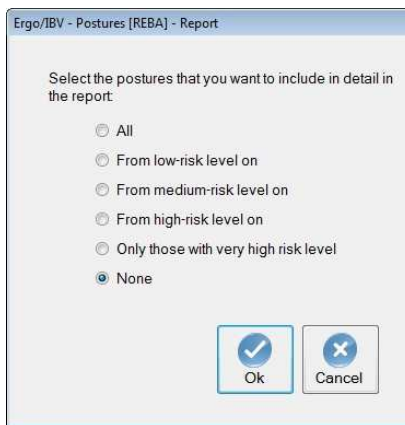 Ergo/IBV - Postures [REBA] - Report
Select the postures that you want to include in detail in
the report:
All
From low-risk level on
From medium-risk level on
From high-risk level on
Only those with very high risk level
None
Ok
Cancel